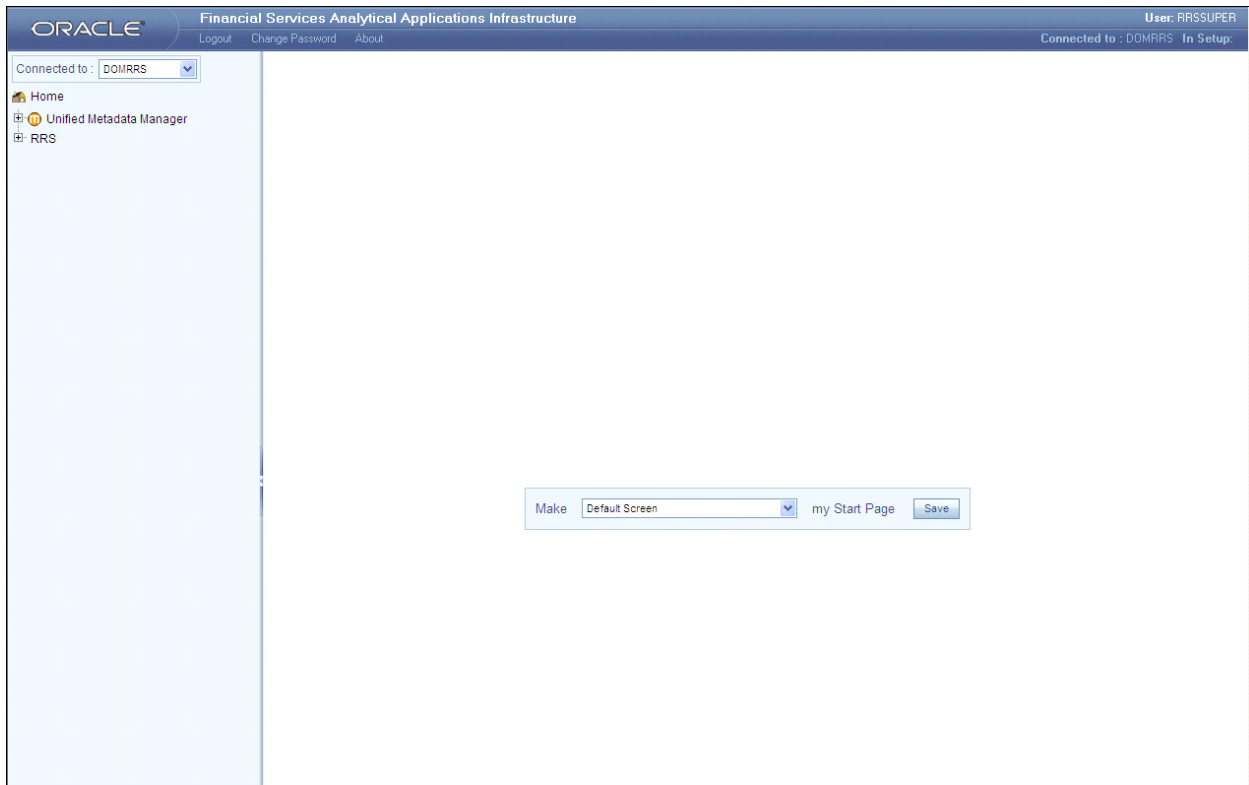 ORACLE
Financial Services Analytical Applications Infrastructure
User: RRSSUPER
Logout Change Password About
Connected to : DOMRRS In Setup:
Connected to : DOMRRS
Home
Unified Metadata Manager
RRS
Make Default Screen my Start Page Save